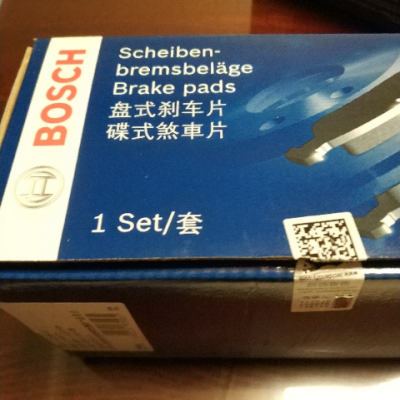 BOSCH
Scheiben-
bremsbeläge
Brake pads
盘式刹车片
碟式煞車片
1 Set/套